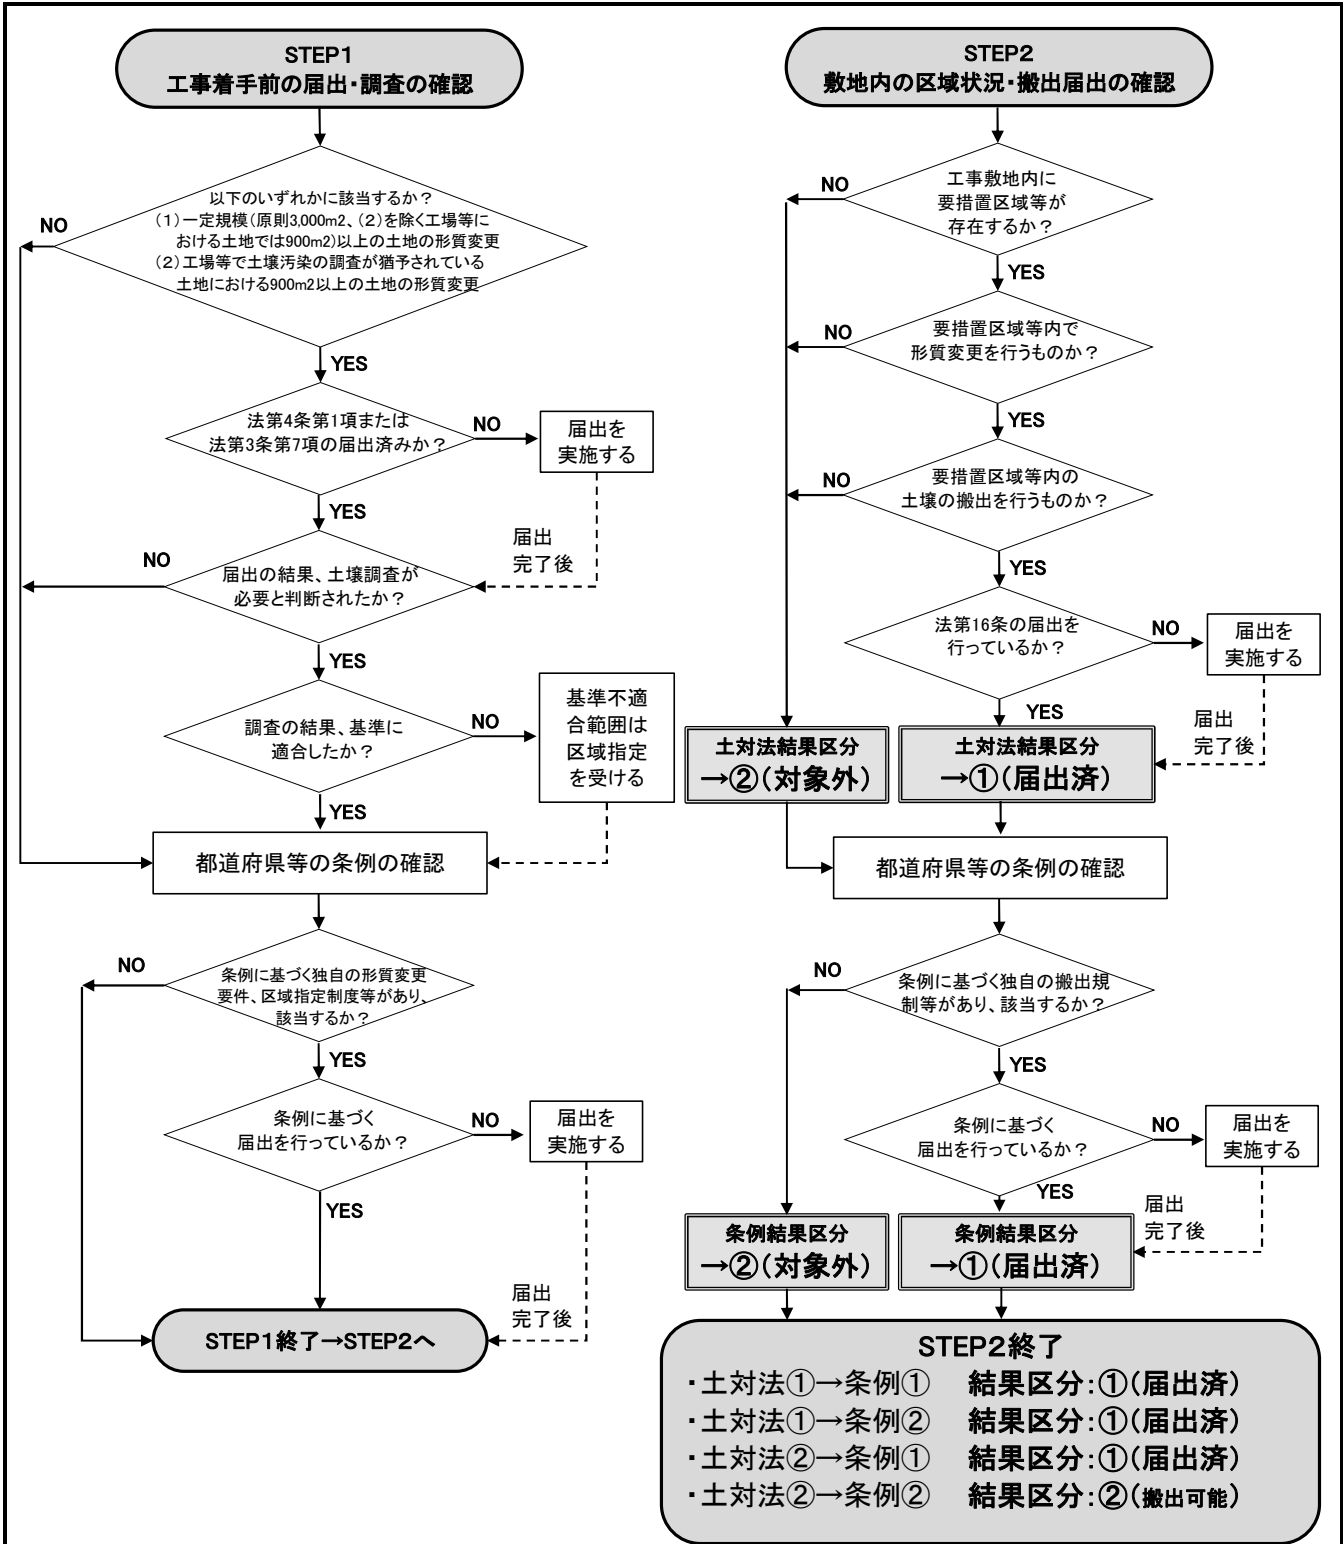 STEP1
工事着手前の届出・調査の確認
以下のいずれかに該当するか？
（1）一定規模（原則3,000m2、（2）を除く工場等に
おける土地では900m2）以上の土地の形質変更
（2）工場等で土壌汚染の調査が猶予されている
土地における900m2以上の土地の形質変更
NO
YES
法第4条第1項または
法第3条第7項の届出済みか？
NO
届出を
実施する
YES
届出
完了後
届出の結果、土壌調査が
必要と判断されたか？
NO
YES
調査の結果、基準に
適合したか？
NO
基準不適
合範囲は
区域指定
を受ける
YES
都道府県等の条例の確認
条例に基づく独自の形質変更
要件、区域指定制度等があり、
該当するか？
NO
YES
条例に基づく
届出を行っているか？
NO
届出を
実施する
YES
届出
完了後
STEP1終了→STEP2へ
STEP2
敷地内の区域状況・搬出届出の確認
工事敷地内に
要措置区域等が
存在するか？
NO
YES
要措置区域等内で
形質変更を行うものか？
NO
YES
要措置区域等内の
土壌の搬出を行うものか？
NO
YES
法第16条の届出を
行っているか？
NO
届出を
実施する
YES
届出
完了後
土対法結果区分
→②（対象外）
土対法結果区分
→①（届出済）
都道府県等の条例の確認
条例に基づく独自の搬出規
制等があり、該当するか？
NO
YES
条例に基づく
届出を行っているか？
NO
届出を
実施する
YES
届出
完了後
条例結果区分
→②（対象外）
条例結果区分
→①（届出済）
STEP2終了
・土対法①→条例① 結果区分：①（届出済）
・土対法①→条例② 結果区分：①（届出済）
・土対法②→条例① 結果区分：①（届出済）
・土対法②→条例② 結果区分：②（搬出可能）